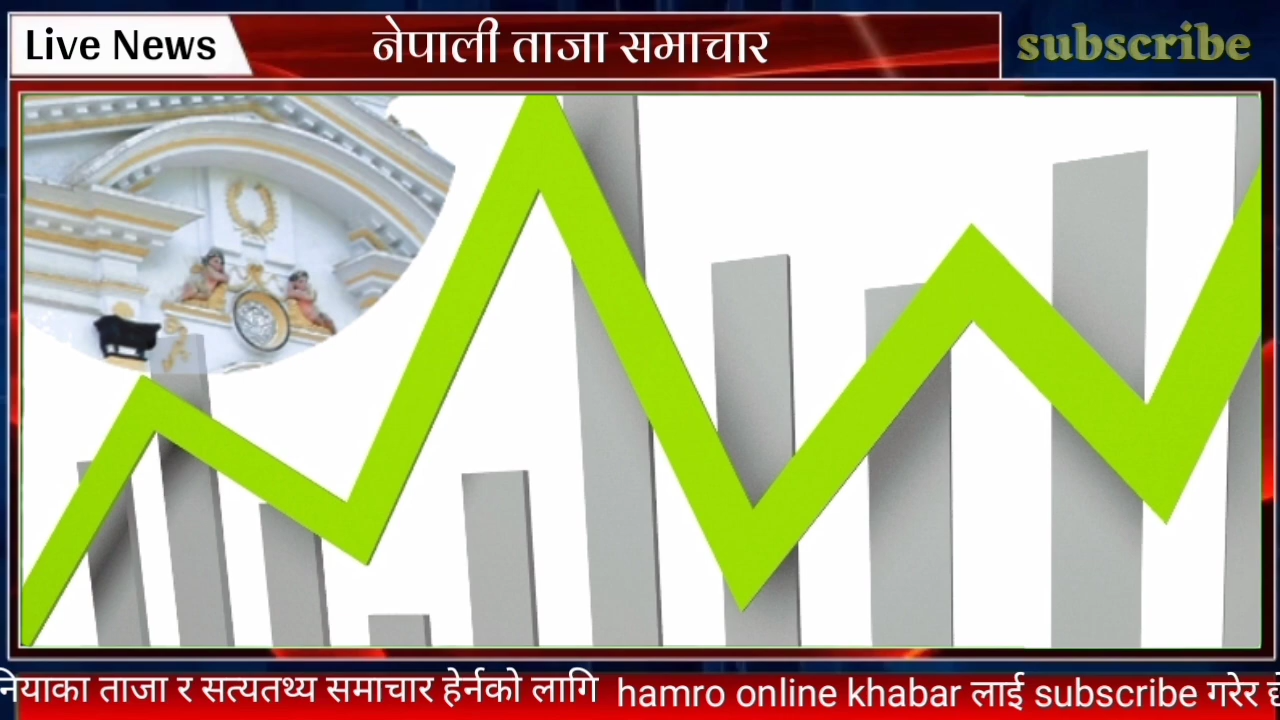 Live News
नेपाली ताजा समाचार
subscribe
ताजा र सत्यतथ्य समाचार हेर्नको लागि hamro online khabar लाई subscribe गरेर